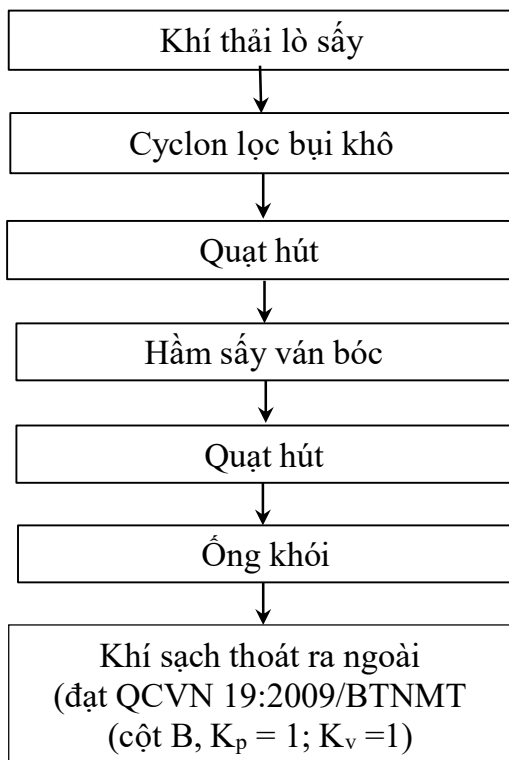 Khí thải lò sấy
Cyclon lọc bụi khô
Quạt hút
Hầm sấy ván bóc
Quạt hút
Ống khói
Khí sạch thoát ra ngoài
(đạt QCVN 19:2009/BTNMT
(cột B, Kp = 1; Kv =1)